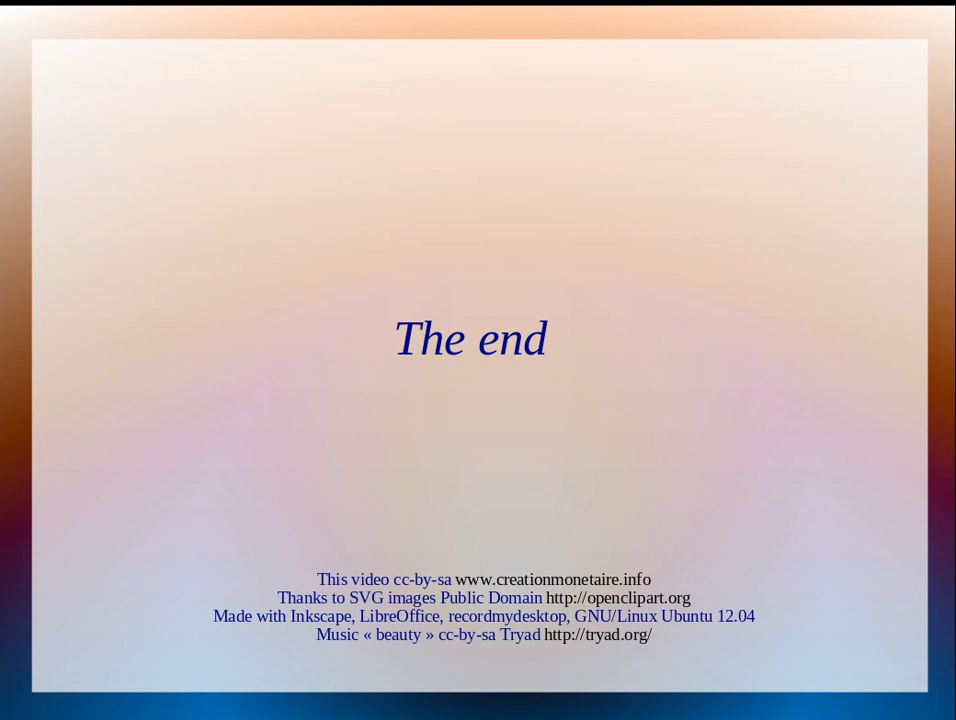 The end
This video cc-by-sa www.creationmonetaire.info
Thanks to SVG images Public Domain http://openclipart.org
Made with Inkscape, LibreOffice, recordmydesktop, GNU/Linux Ubuntu 12.04
Music « beauty » cc-by-sa Tryad http://tryad.org/